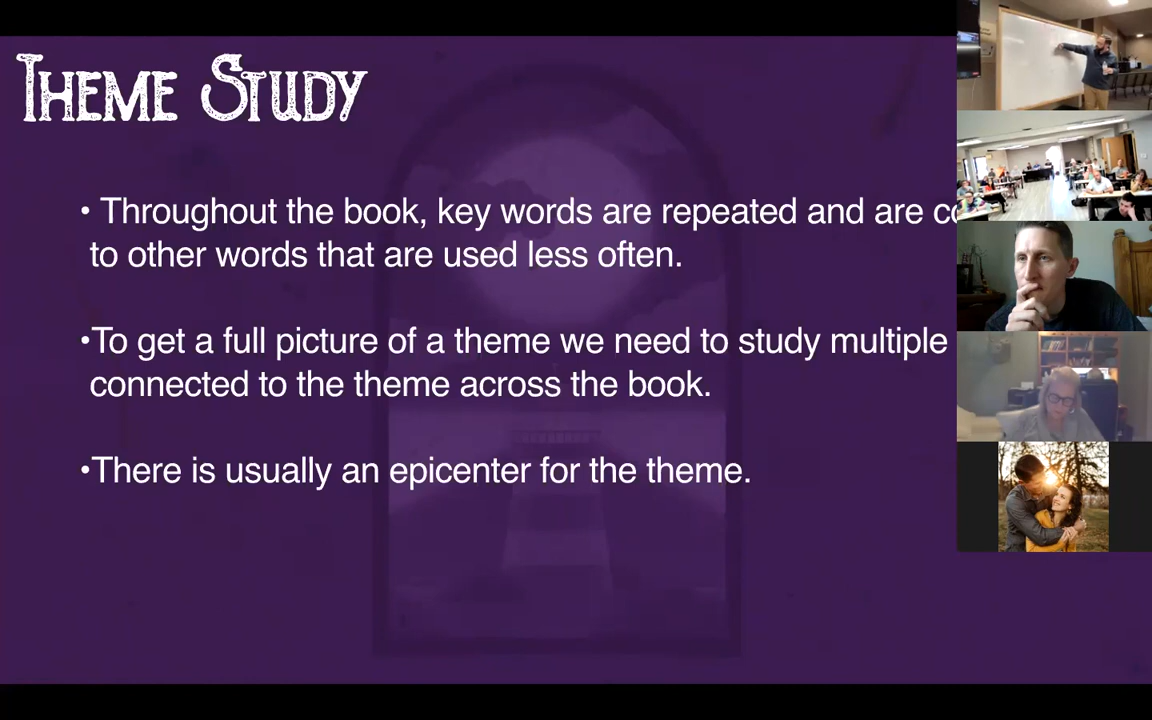 Theme Study
• Throughout the book, key words are repeated and are
to other words that are used less often.
•To get a full picture of a theme we need to study multiple
connected to the theme across the book.
•There is usually an epicenter for the theme.